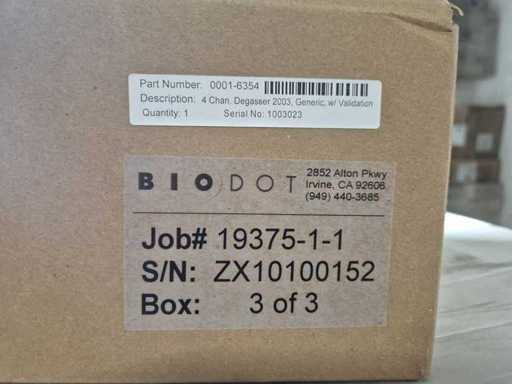 Part Number: 0001-6354
Description: 4 Chan. Degasser 2003, Generic, w/ Validation
Quantity: 1 Serial No: 1003023
BIODOT
2852 Alton Pkwy
Irvine, CA 92606
(949) 440-3685
Job# 19375-1-1
S/N: ZX10100152
Box: 3 of 3